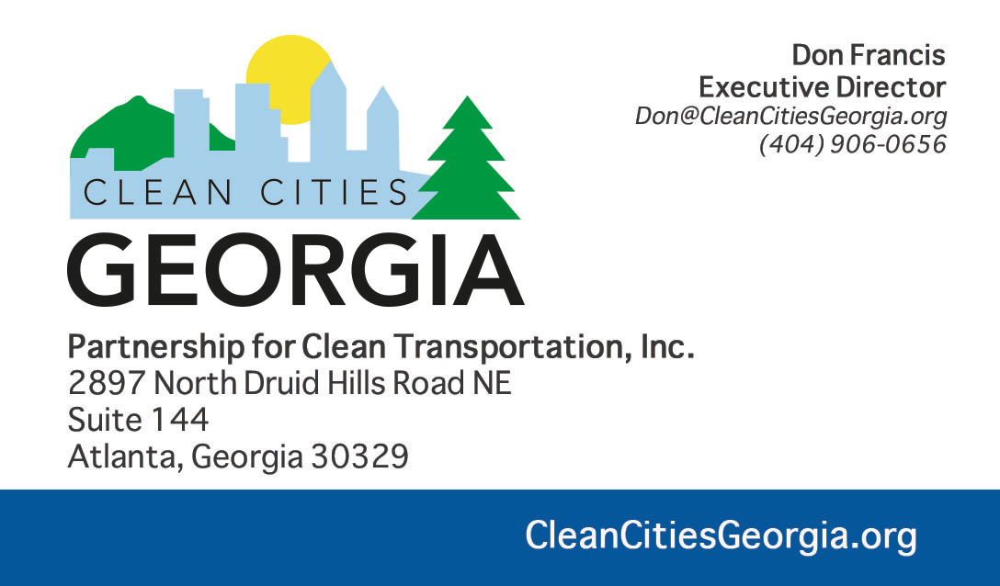 Don Francis
Executive Director
Don@CleanCitiesGeorgia.org
(404) 906-0656
CLEAN CITIES
GEORGIA
Partnership for Clean Transportation, Inc.
2897 North Druid Hills Road NE
Suite 144
Atlanta, Georgia 30329
CleanCitiesGeorgia.org